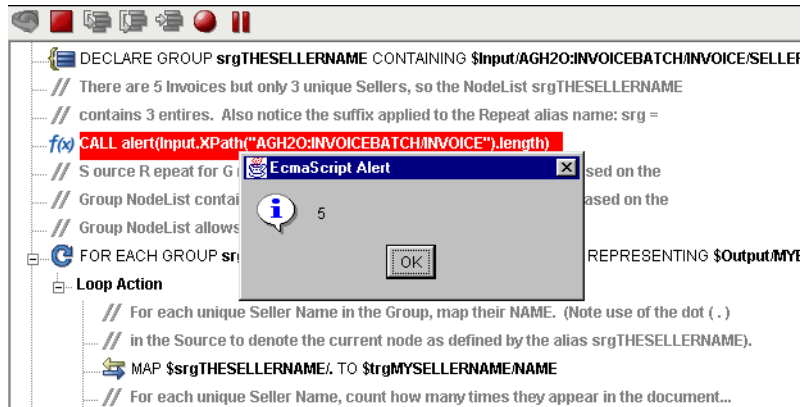 DECLARE GROUP srgTHESELLERNAME CONTAINING $Input/AGH2O:INVOICEBATCH/INVOICE/SELLER
// There are 5 Invoices but only 3 unique Sellers, so the NodeList srgTHESELLERNAME
// contains 3 entires. Also notice the suffix applied to the Repeat alias name: srg =
f(x) CALL alert(Input.XPath("AGH2O:INVOICEBATCH/INVOICE").length)
EcmaScript Alert
// S ource R epeat for G sed on the
// Group NodeList contai ased on the
5
// Group NodeList allows
FOR EACH GROUP sr REPRESENTING $Output/MY
OK
Loop Action
// For each unique Seller Name in the Group, map their NAME. (Note use of the dot ( . )
// in the Source to denote the current node as defined by the alias srgTHESELLERNAME).
MAP $srgTHESELLERNAME/. TO $trgMYSELLERNAME/NAME
// For each unique Seller Name, count how many times they appear in the document...